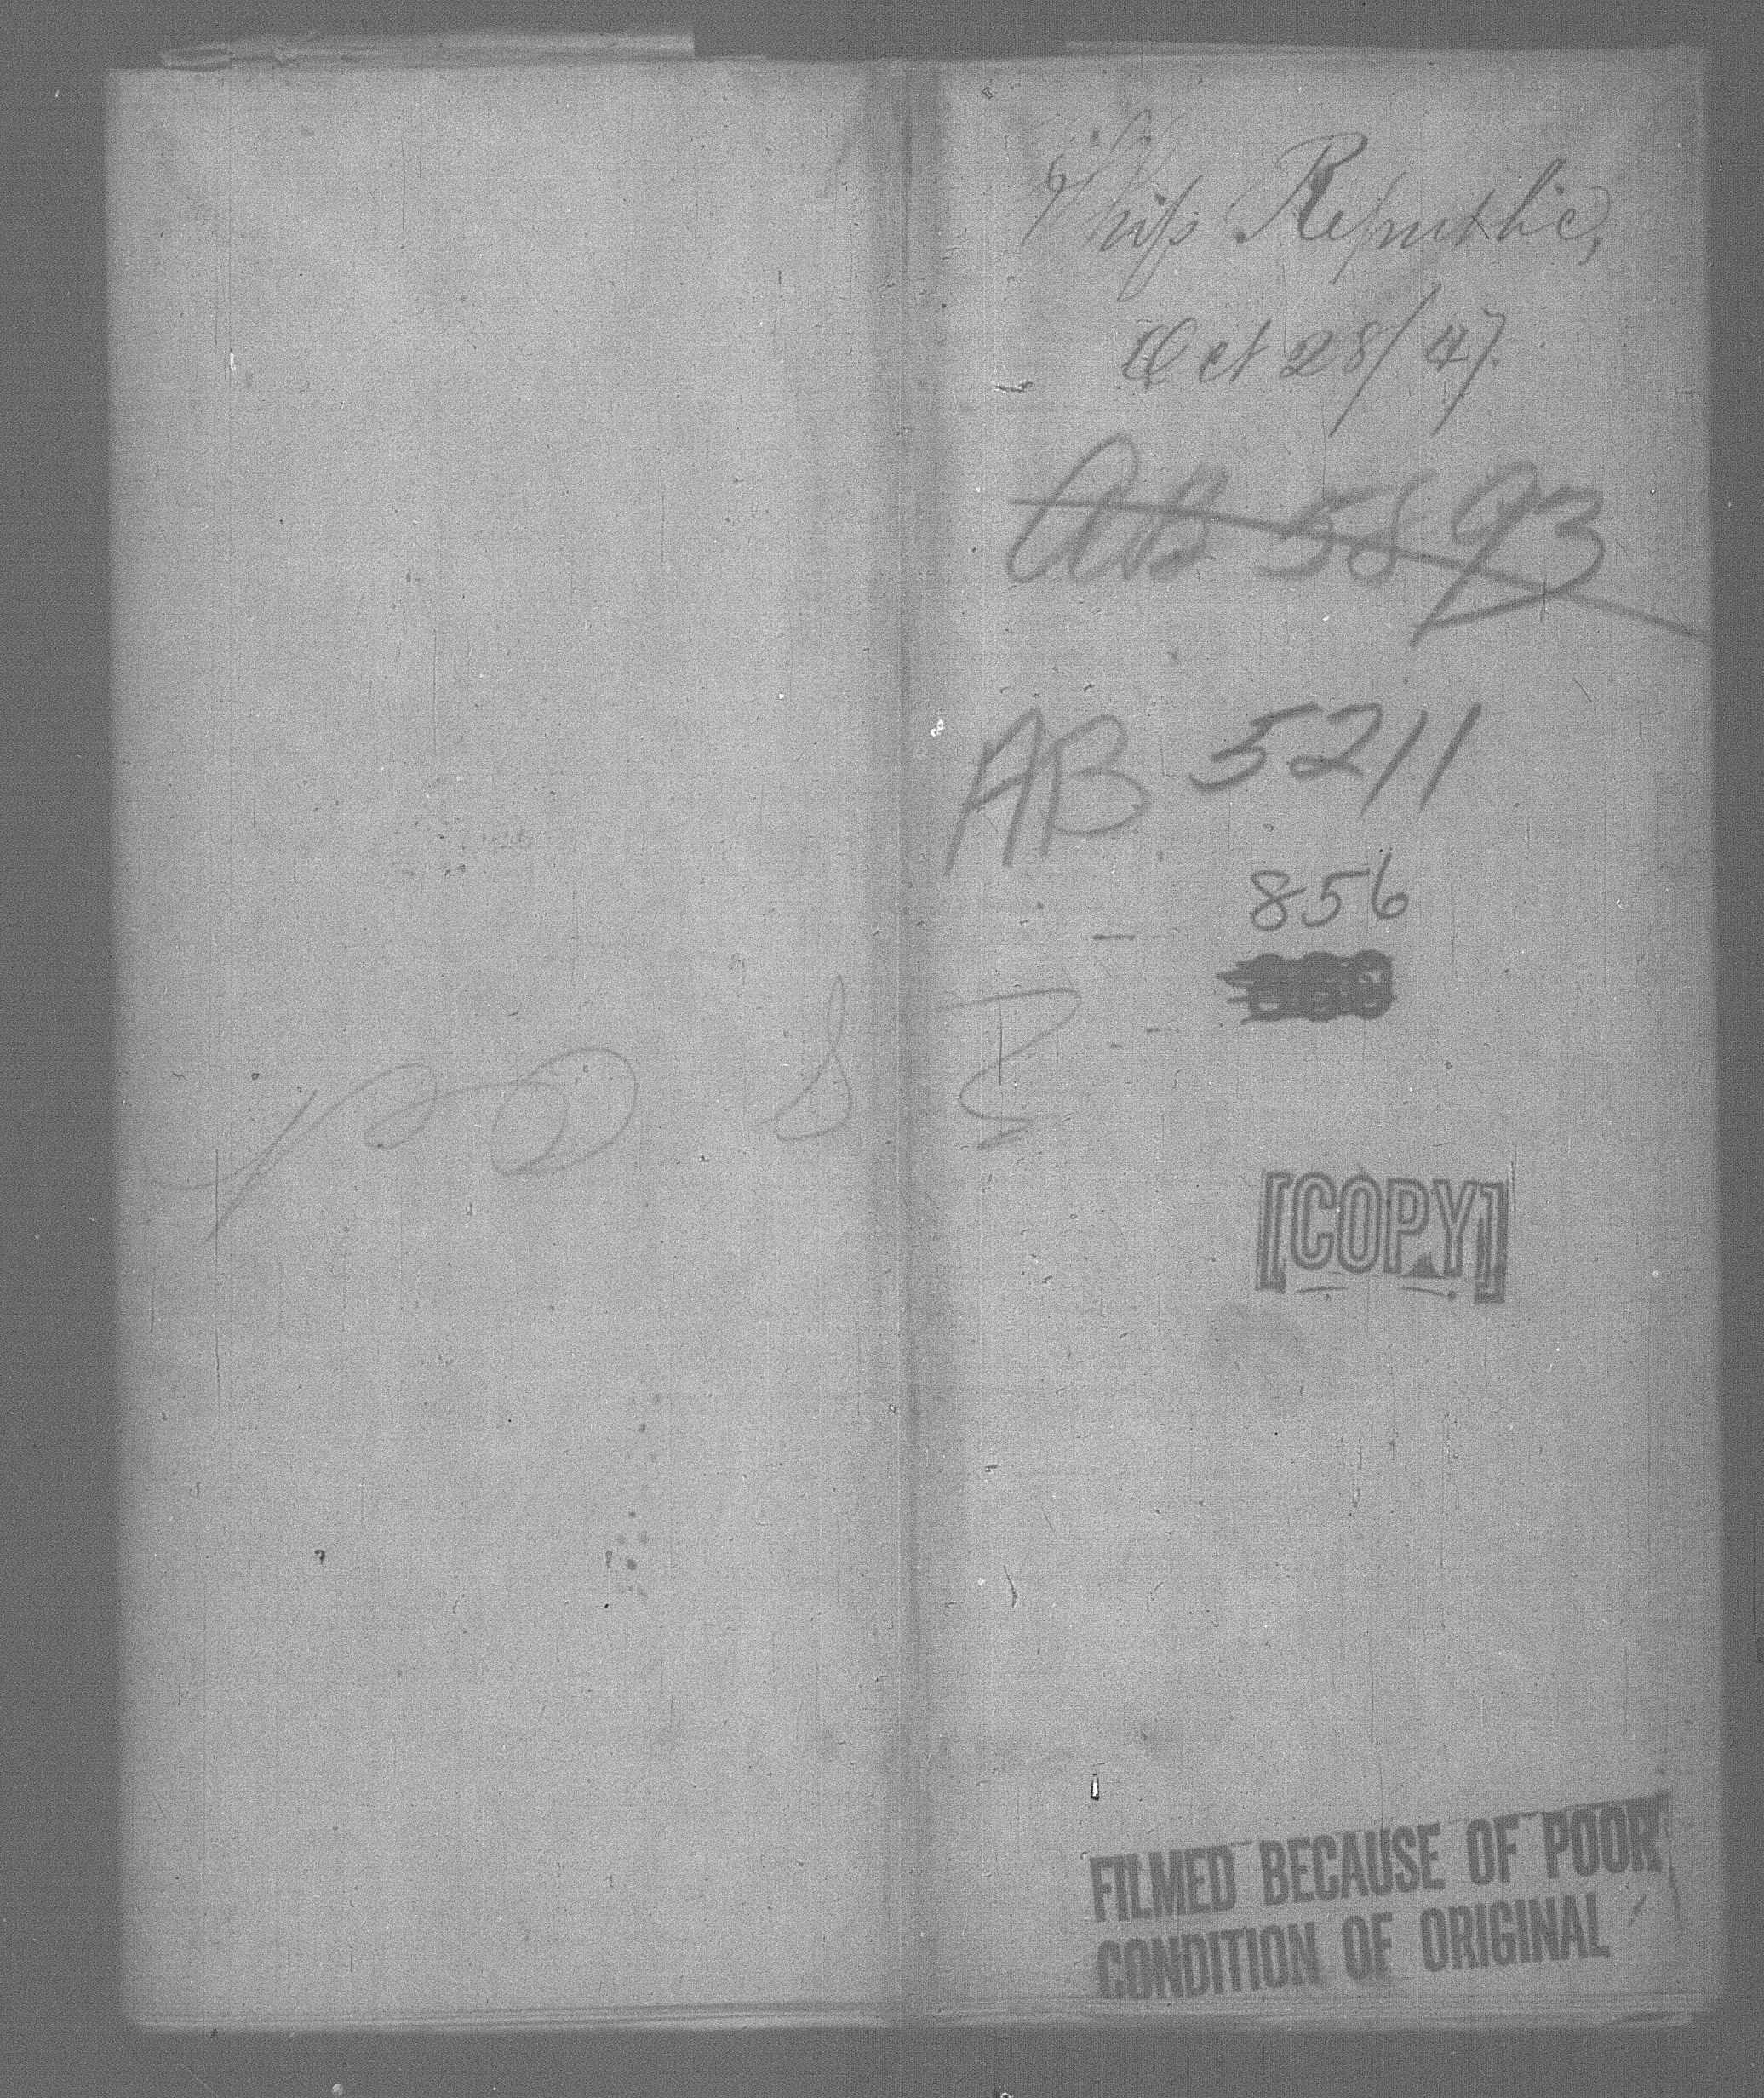 Ship Republic,
Oct 28/47.
AB 5893
AB 5211
856
[COPY]
FILMED BECAUSE OF POOR
CONDITION OF ORIGINAL